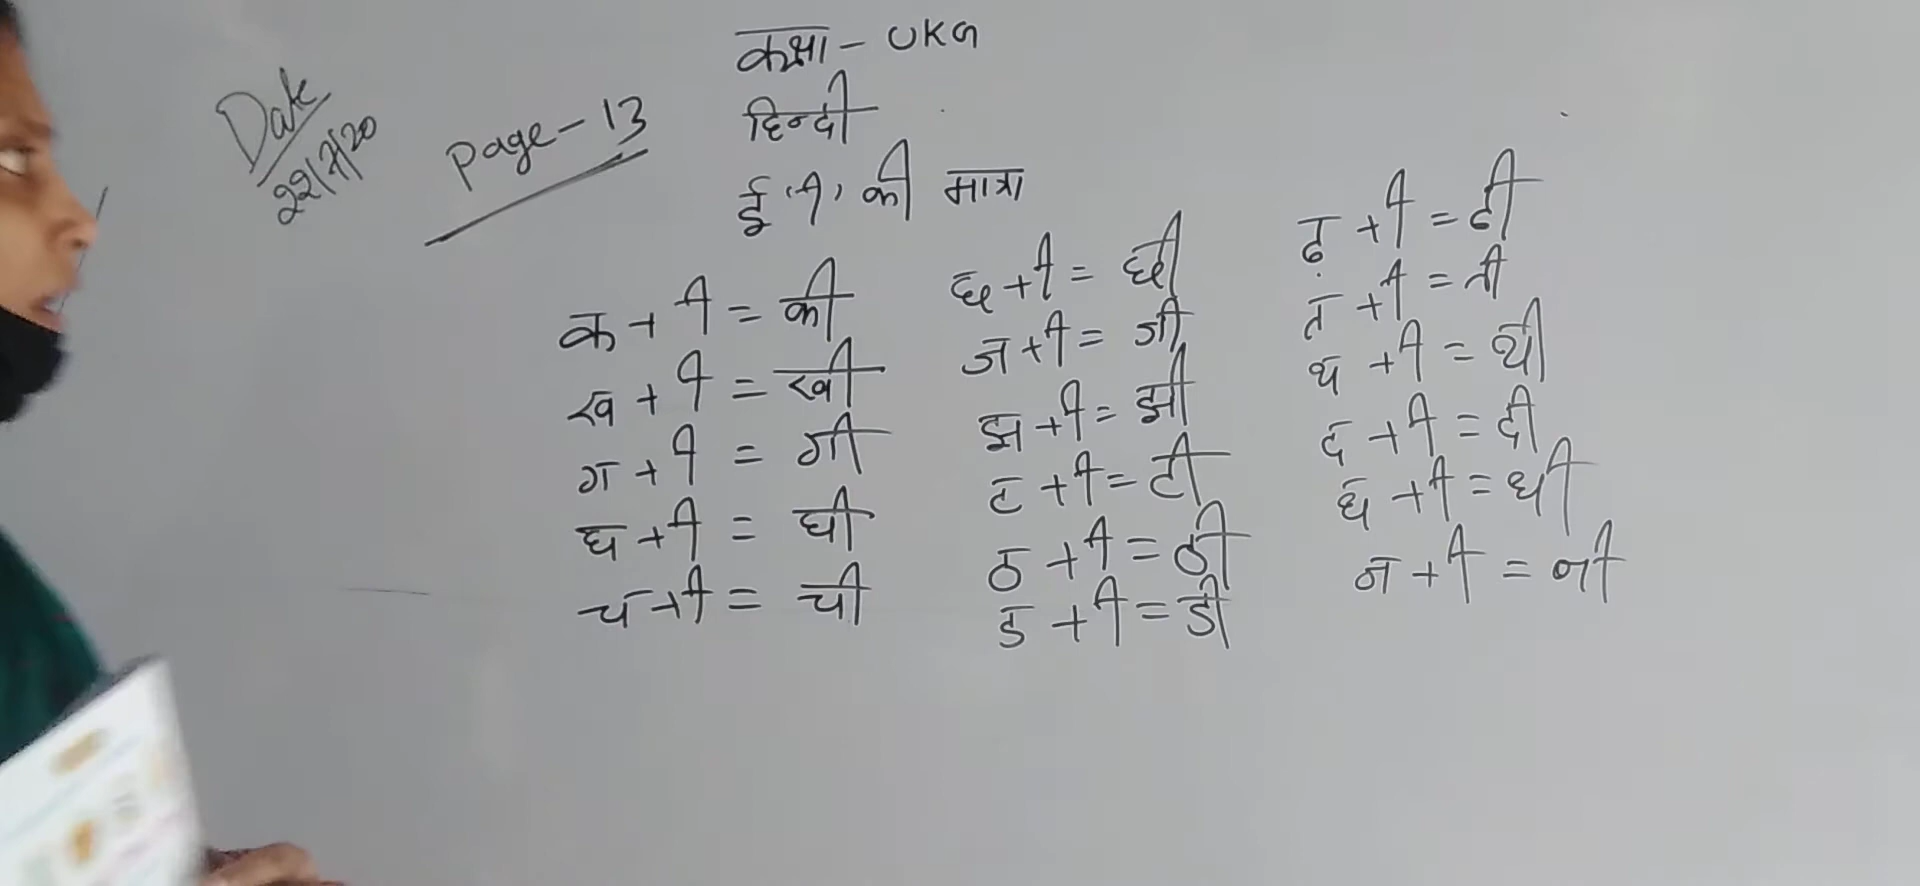 Date
22/7/20
Page-13
कक्षा - UKG
हिन्दी
ई 'ी' की मात्रा
क + ी = की
ख + ी = खी
ग + ी = गी
घ + ी = घी
च + ी = ची
छ + ी = छी
ज + ी = जी
झ + ी = झी
ट + ी = टी
ठ + ी = ठी
ड + ी = डी
ढ़ + ी = ढी
त + ी = ती
थ + ी = थी
द + ी = दी
ध + ी = धी
न + ी = नी